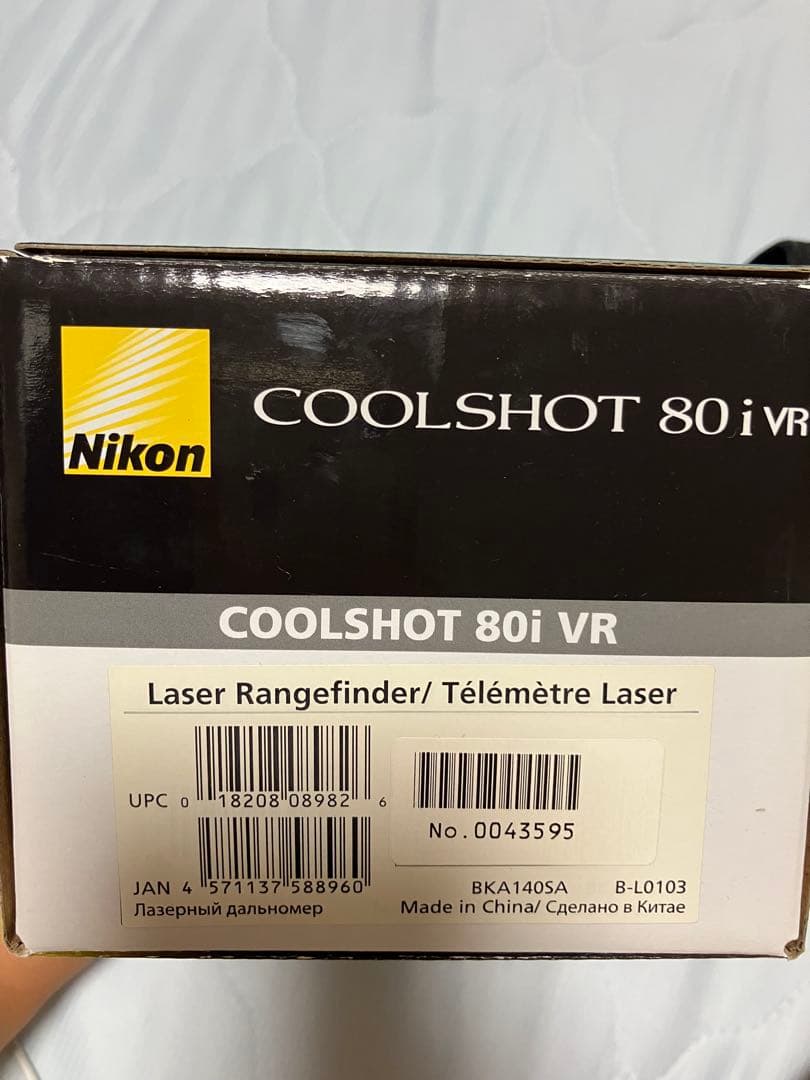 Nikon
COOLSHOT 80i VR
COOLSHOT 80i VR
Laser Rangefinder/ Télémètre Laser
UPC 0 18208 08982 6
No.0043595
JAN 4 571137 588960
BKA140SA B-L0103
Лазерный дальномер
Made in China/ Сделано в Китае